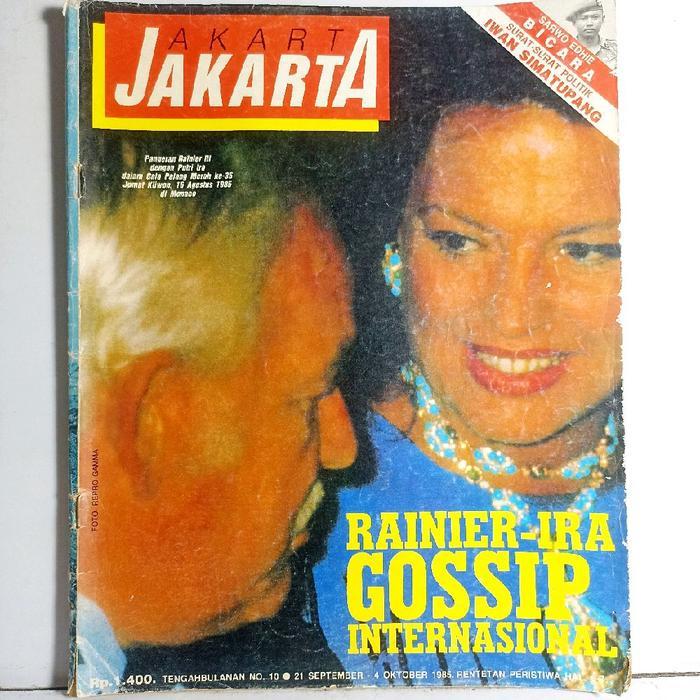 AKARTA
JAKARTA
SARWO EDHIE
BICARA
SURAT-SURAT POLITIK
IWAN SIMATUPANG
Pangeran Rainier III
dengan Putri Ira
dalam Gala Palang Merah ke-35
Jumat Kliwon, 16 Agustus 1985
di Monaco
FOTO: REPRO GAMMA
RAINIER-IRA
GOSSIP
INTERNASIONAL
Rp.1.400. TENGAHBULANAN NO. 10 ● 21 SEPTEMBER - 4 OKTOBER 1985. RENTETAN PERISTIWA HAL.